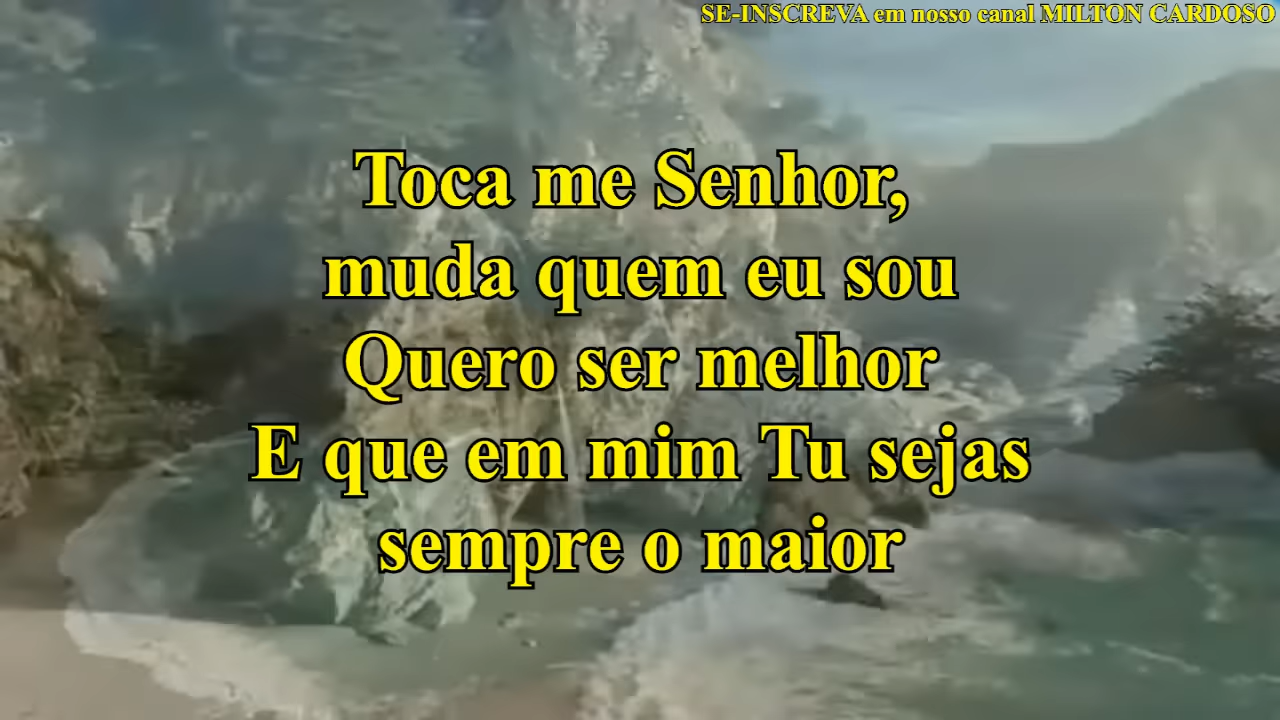 SE-INSCREVA em nosso canal MILTON CARDOSO
Toca me Senhor,
muda quem eu sou
Quero ser melhor
E que em mim Tu sejas
sempre o maior